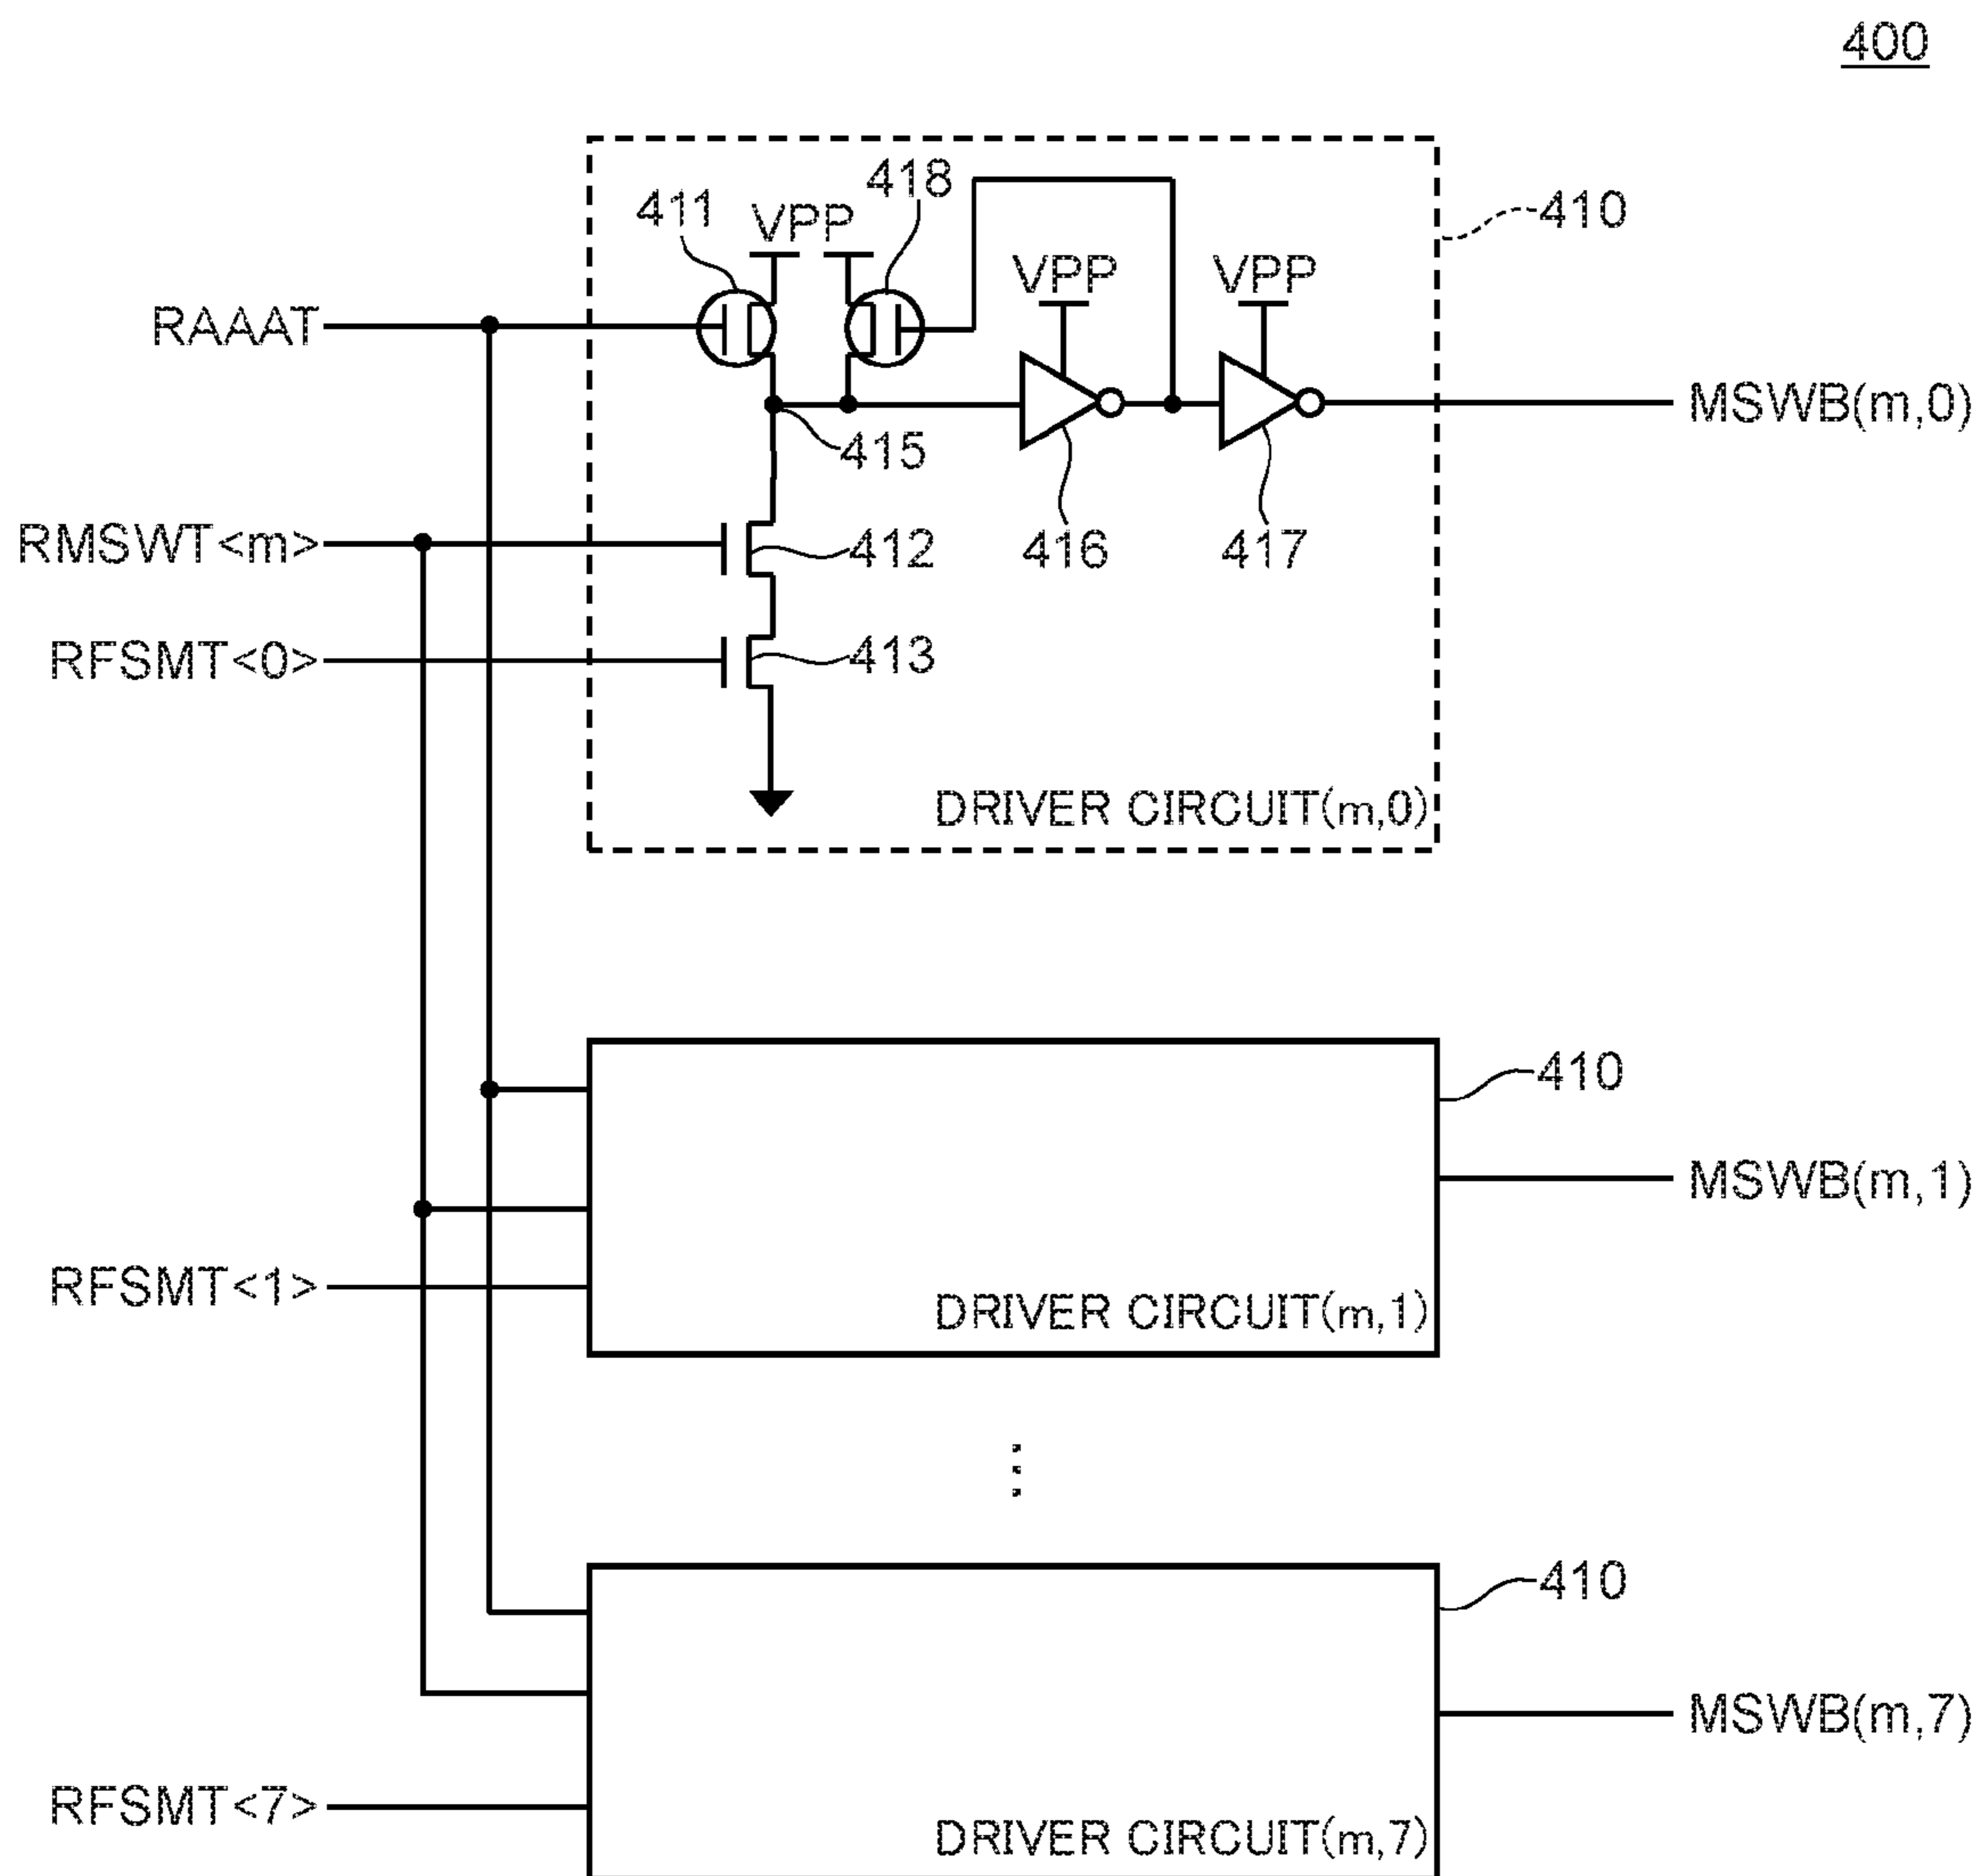 400
418
411
VPP
410
VPP
VPP
RAAAT
MSWB(m,0)
415
RMSWT<m>
412
416
417
RFSMT<0>
413
DRIVER CIRCUIT(m,0)
410
MSWB(m,1)
RFSMT<1>
DRIVER CIRCUIT(m,1)
410
MSWB(m,7)
RFSMT<7>
DRIVER CIRCUIT(m,7)